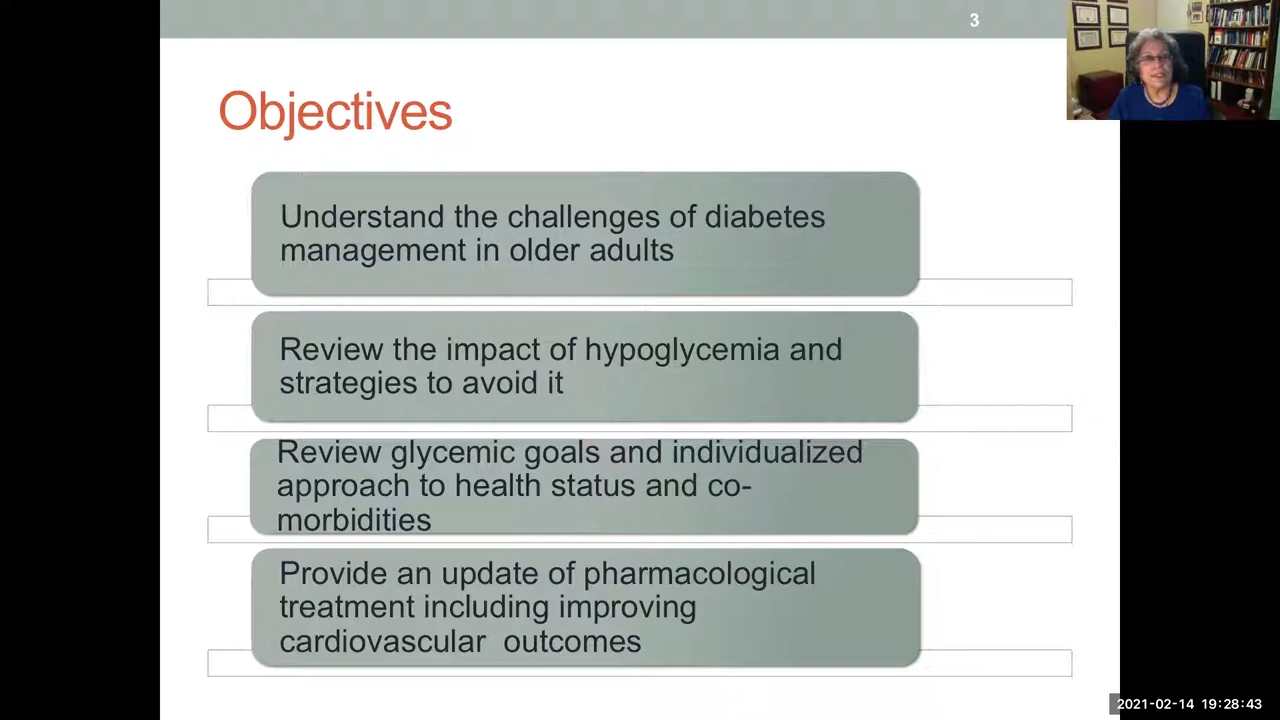 3
Objectives
Understand the challenges of diabetes
management in older adults
Review the impact of hypoglycemia and
strategies to avoid it
Review glycemic goals and individualized
approach to health status and co-
morbidities
Provide an update of pharmacological
treatment including improving
cardiovascular  outcomes
2021-02-14 19:28:43